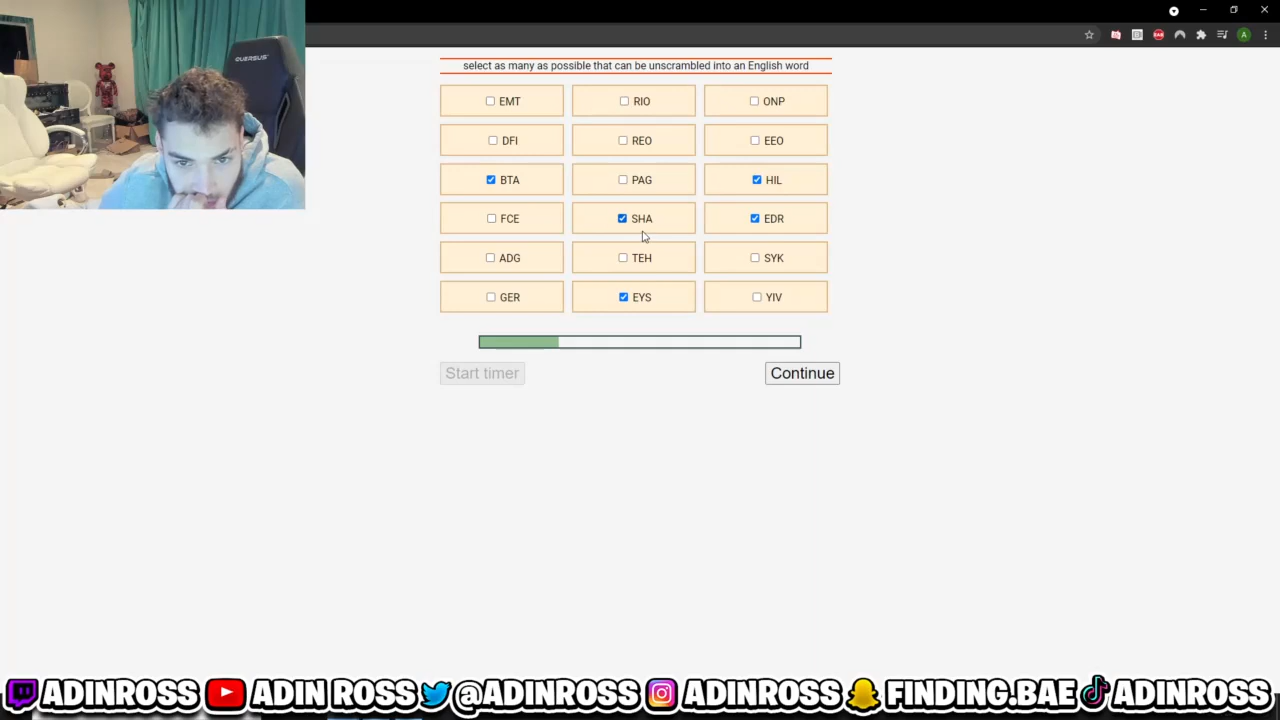 QUERSUS
select as many as possible that can be unscrambled into an English word
EMT RIO ONP
DFI REO EEO
BTA PAG HIL
FCE SHA EDR
ADG TEH SYK
GER EYS YIV
Start timer Continue
ADINROSS ADIN ROSS @ADINROSS ADINROSS FINDING.BAE ADINROSS